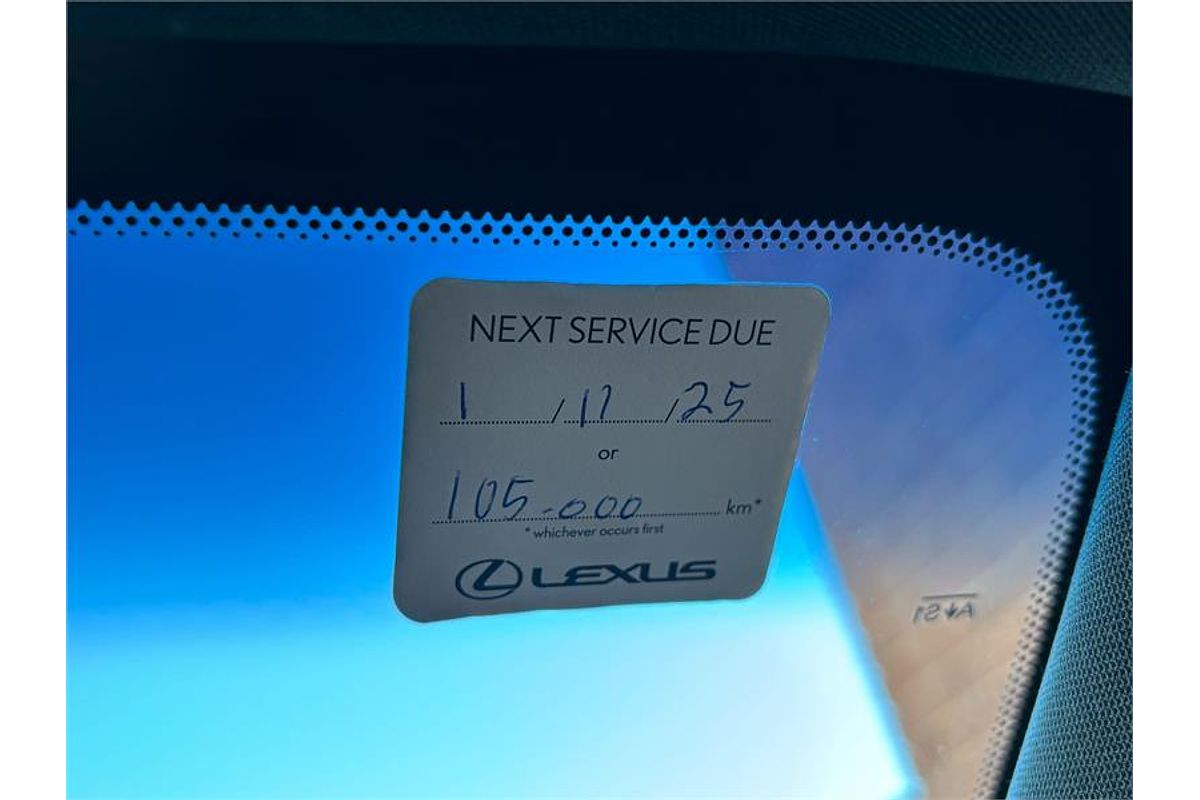 NEXT SERVICE DUE
1 / 11 / 25
or
105-000 km*
* whichever occurs first
LEXUS